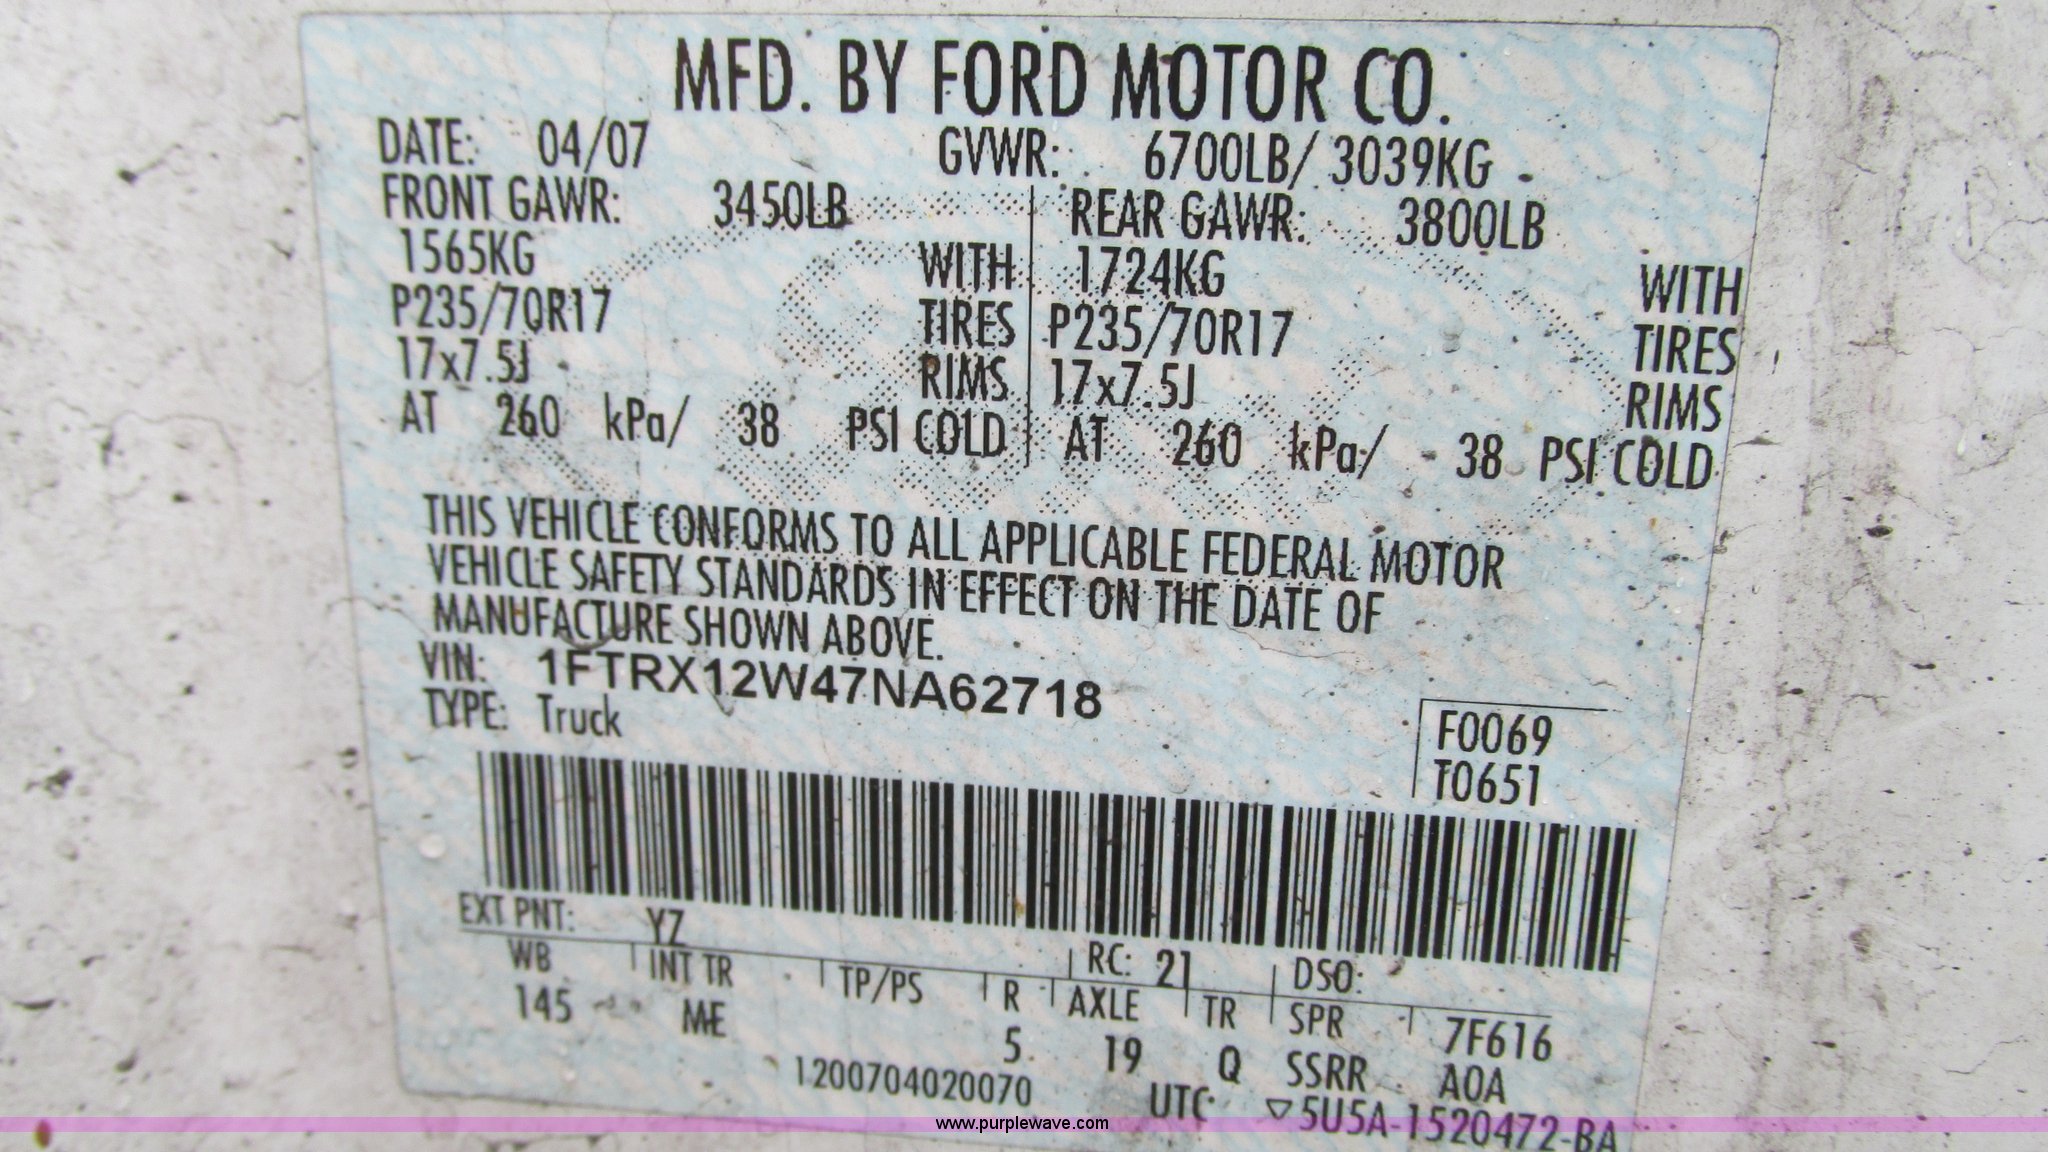 MFD. BY FORD MOTOR CO.
DATE: 04/07 GVWR: 6700LB/ 3039KG
FRONT GAWR: 3450LB REAR GAWR: 3800LB
1565KG WITH 1724KG WITH
P235/70R17 TIRES P235/70R17 TIRES
17x7.5J RIMS 17x7.5J RIMS
AT 260 kPa/ 38 PSI COLD AT 260 kPa/ 38 PSI COLD
THIS VEHICLE CONFORMS TO ALL APPLICABLE FEDERAL MOTOR
VEHICLE SAFETY STANDARDS IN EFFECT ON THE DATE OF
MANUFACTURE SHOWN ABOVE.
VIN: 1FTRX12W47NA62718
TYPE: Truck
F0069
T0651
EXT PNT: YZ RC: 21 DSO:
WB INT TR TP/PS R AXLE TR SPR 7F616
145 ME 5 19 Q SSRR A0A
1200704020070 UTC ▽5U5A-1520472-BA
www.purplewave.com